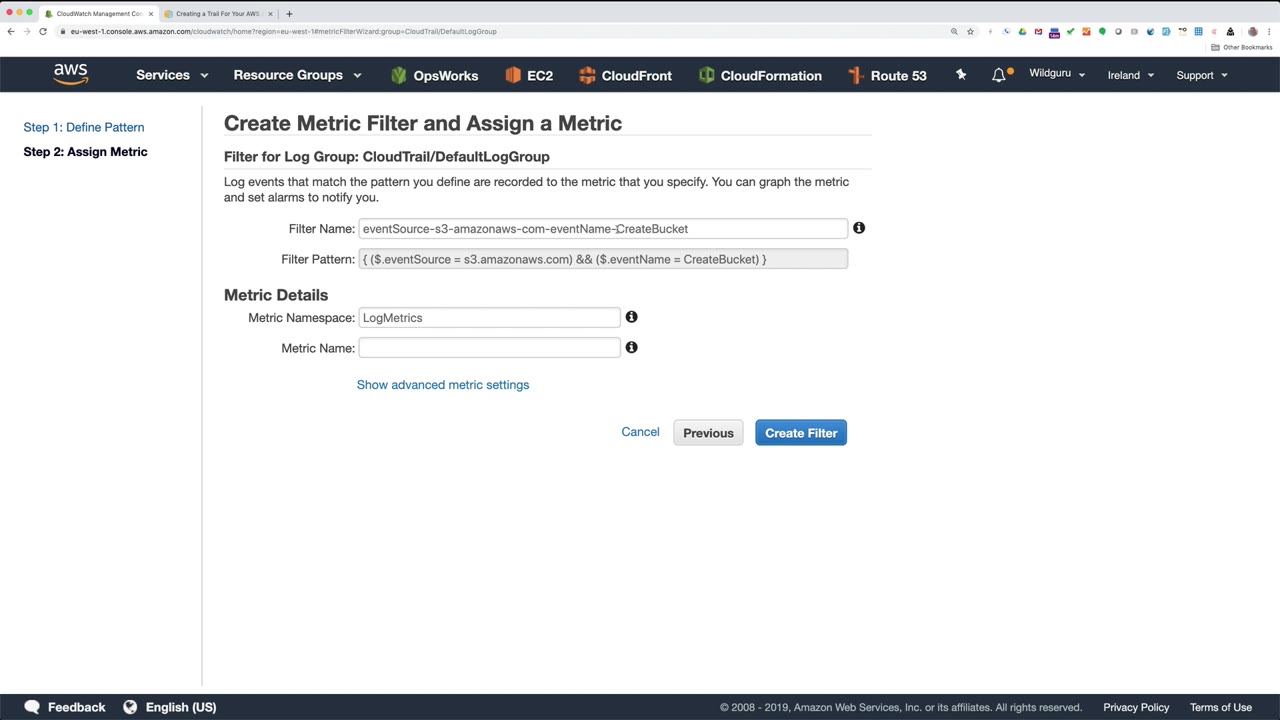 CloudWatch Management Con
Creating a Trail For Your AWS
eu-west-1.console.aws.amazon.com/cloudwatch/home?region=eu-west-1#metricFilterWizard:group=CloudTrail/DefaultLogGroup
Other Bookmarks
aws
Services
Resource Groups
OpsWorks
EC2
CloudFront
CloudFormation
Route 53
Wildguru
Ireland
Support
Step 1: Define Pattern
Step 2: Assign Metric
Create Metric Filter and Assign a Metric
Filter for Log Group: CloudTrail/DefaultLogGroup
Log events that match the pattern you define are recorded to the metric that you specify. You can graph the metric
and set alarms to notify you.
Filter Name: eventSource-s3-amazonaws-com-eventName-CreateBucket
Filter Pattern: { ($.eventSource = s3.amazonaws.com) && ($.eventName = CreateBucket) }
Metric Details
Metric Namespace: LogMetrics
Metric Name:
Show advanced metric settings
Cancel
Previous
Create Filter
Feedback
English (US)
© 2008 - 2019, Amazon Web Services, Inc. or its affiliates. All rights reserved.
Privacy Policy
Terms of Use